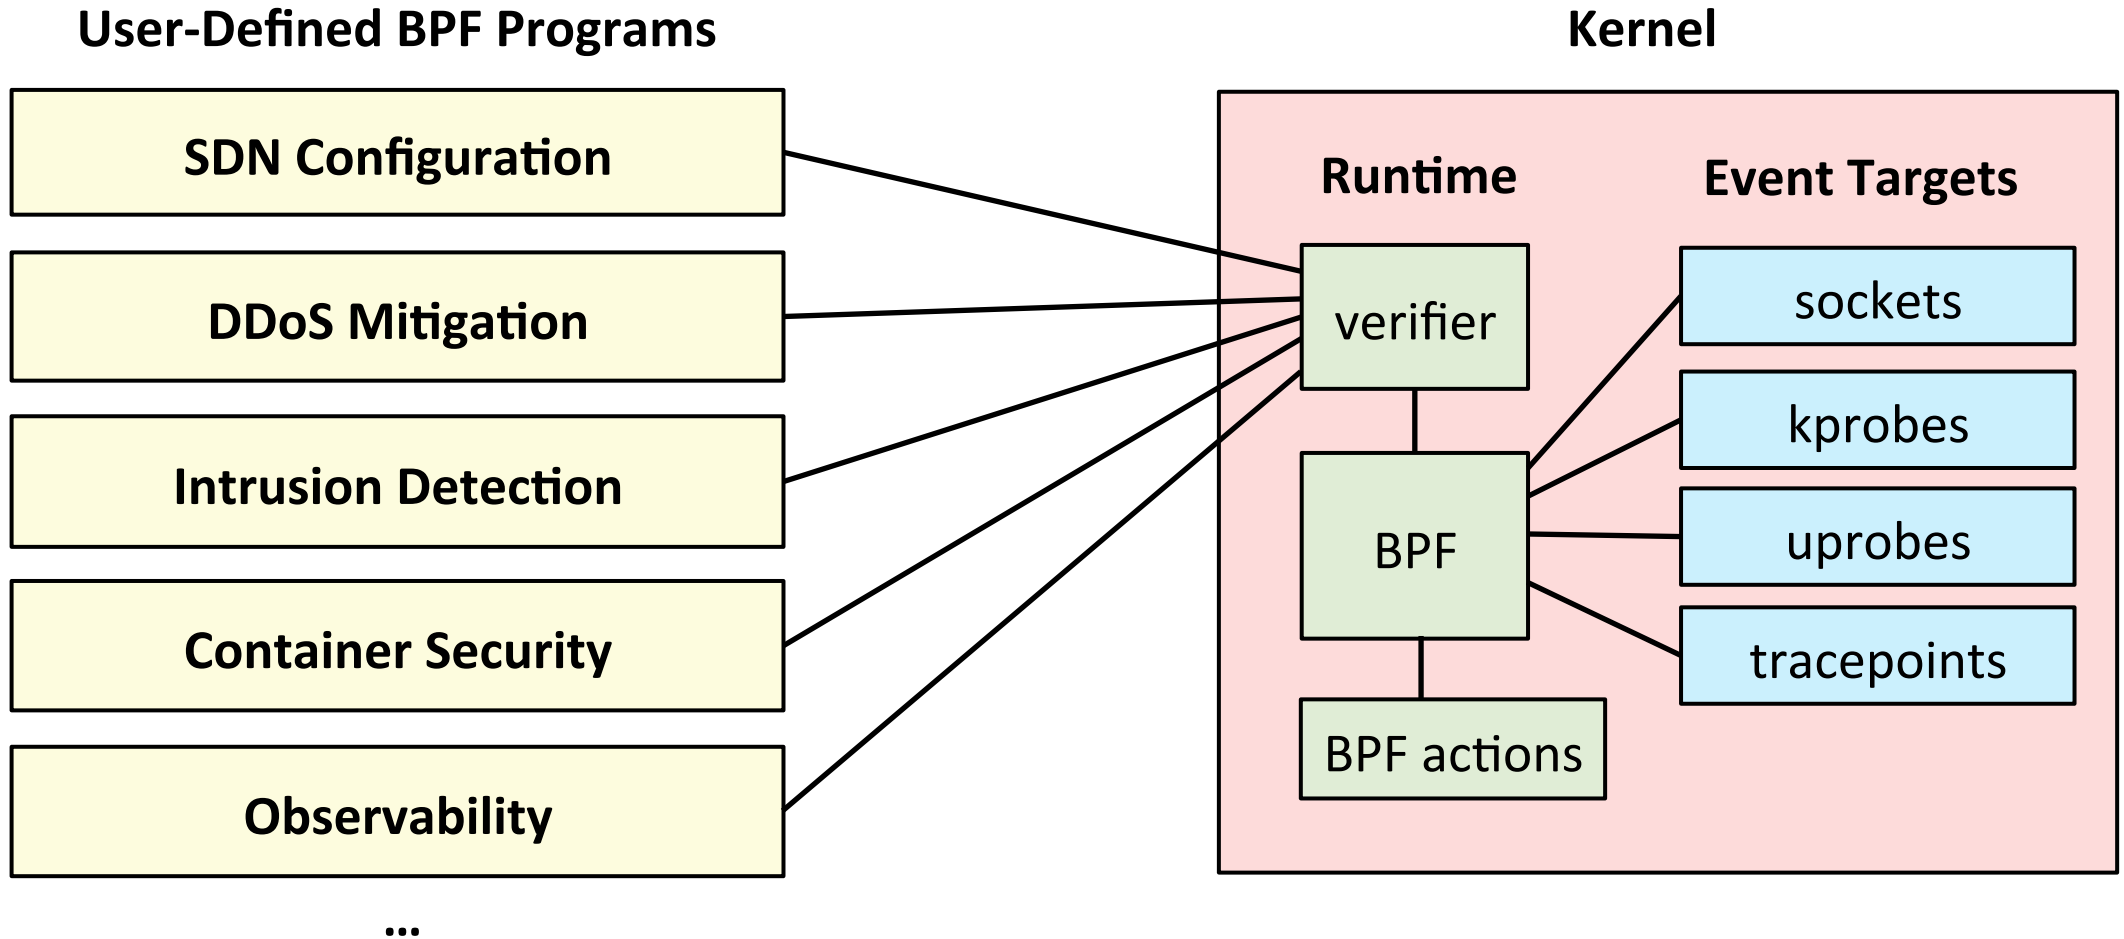 User-Defined BPF Programs
SDN Configuration
DDoS Mitigation
Intrusion Detection
Container Security
Observability
...
Kernel
Runtime
verifier
BPF
BPF actions
Event Targets
sockets
kprobes
uprobes
tracepoints